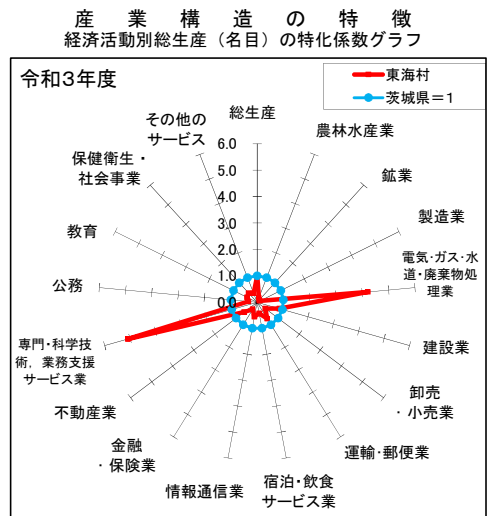 産業構造の特徴
経済活動別総生産（名目）の特化係数グラフ
令和3年度
東海村
茨城県＝1
総生産
農林水産業
鉱業
製造業
電気･ガス･水
道･廃棄物処
理業
建設業
卸売
・小売業
運輸･郵便業
宿泊・飲食
サービス業
情報通信業
金融
・保険業
不動産業
専門・科学技
術，業務支援
サービス業
公務
教育
保健衛生・
社会事業
その他の
サービス
6.0
5.0
4.0
3.0
2.0
1.0
0.0